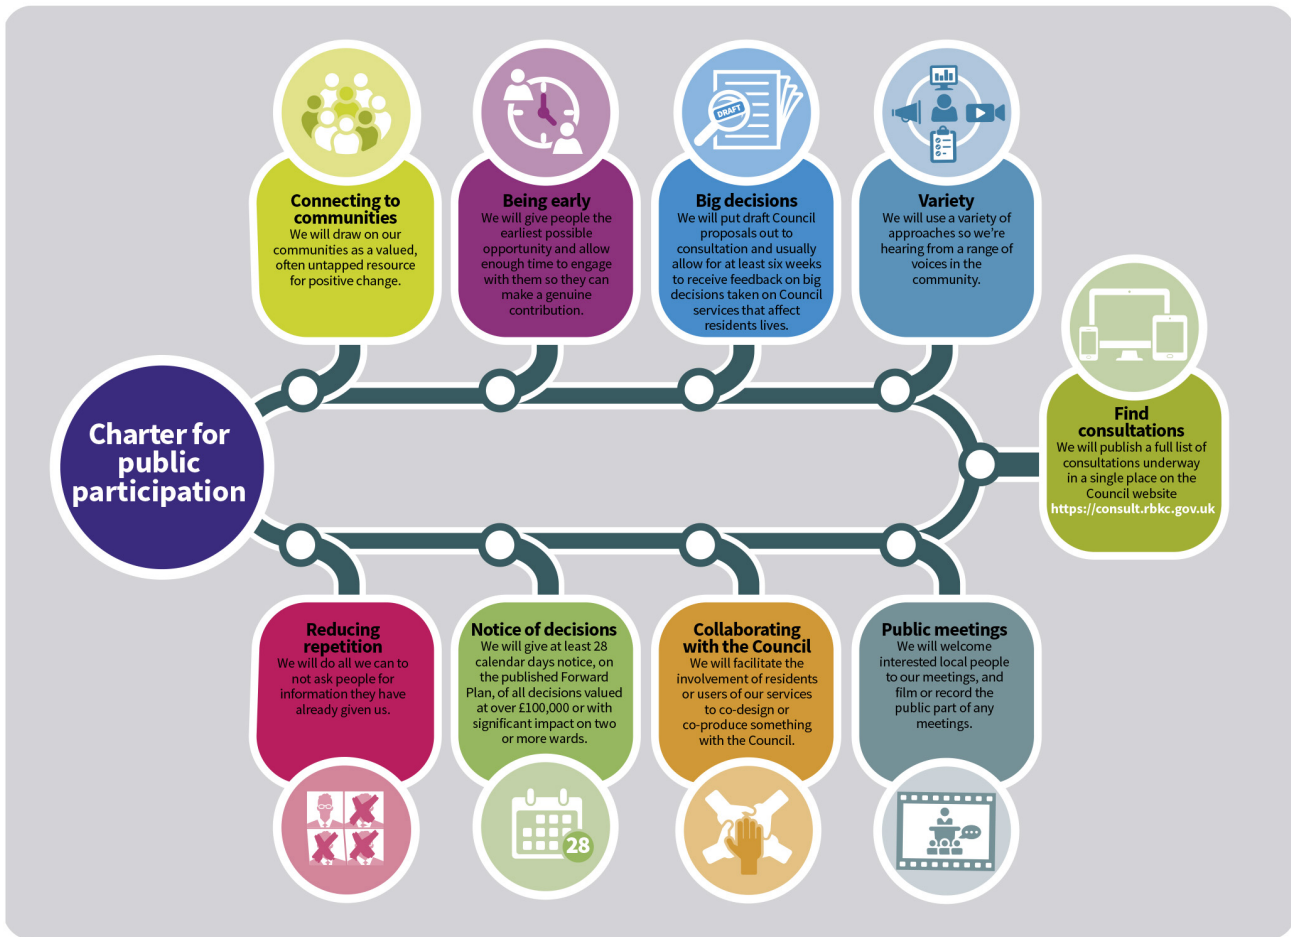 Charter for
public
participation
Connecting to
communities
We will draw on our
communities as a valued,
often untapped resource
for positive change.
Being early
We will give people the
earliest possible
opportunity and allow
enough time to engage
with them so they can
make a genuine
contribution.
Big decisions
We will put draft Council
proposals out to
consultation and usually
allow for at least six weeks
to receive feedback on big
decisions taken on Council
services that affect
residents lives.
DRAFT
Variety
We will use a variety of
approaches so we're
hearing from a range of
voices in the
community.
Find
consultations
We will publish a full list of
consultations underway
in a single place on the
Council website
https://consult.rbkc.gov.uk
Reducing
repetition
We will do all we can to
not ask people for
information they have
already given us.
Notice of decisions
We will give at least 28
calendar days notice, on
the published Forward
Plan, of all decisions valued
at over £100,000 or with
significant impact on two
or more wards.
28
Collaborating
with the Council
We will facilitate the
involvement of residents
or users of our services
to co-design or
co-produce something
with the Council.
Public meetings
We will welcome
interested local people
to our meetings, and
film or record the
public part of any
meetings.